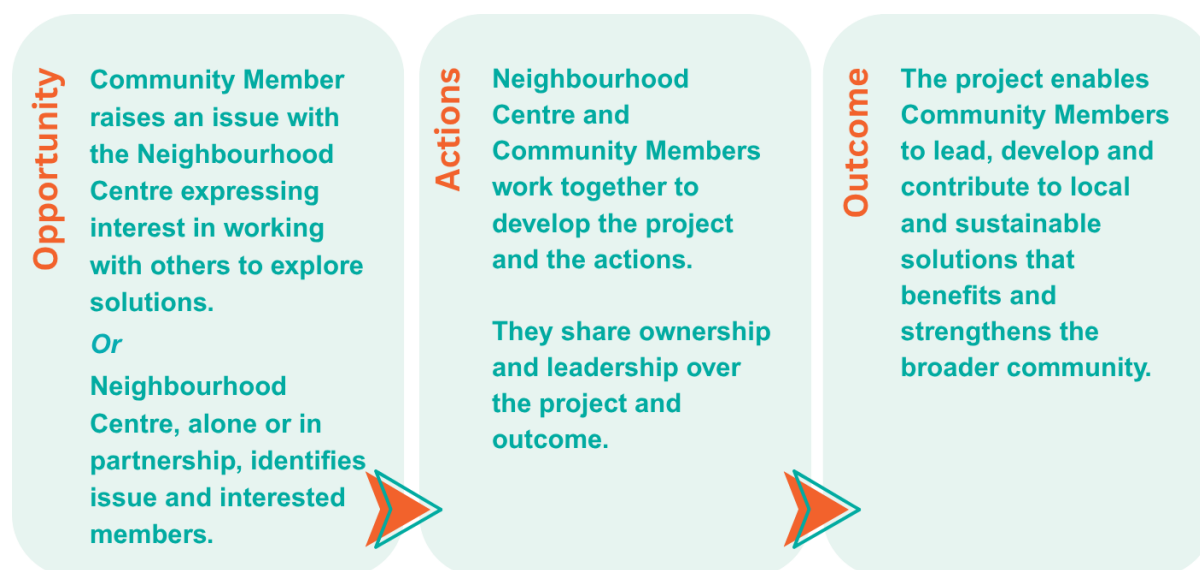 Opportunity
Community Member
raises an issue with
the Neighbourhood
Centre expressing
interest in working
with others to explore
solutions.
Or
Neighbourhood
Centre, alone or in
partnership, identifies
issue and interested
members.
Actions
Neighbourhood
Centre and
Community Members
work together to
develop the project
and the actions.
They share ownership
and leadership over
the project and
outcome.
Outcome
The project enables
Community Members
to lead, develop and
contribute to local
and sustainable
solutions that
benefits and
strengthens the
broader community.